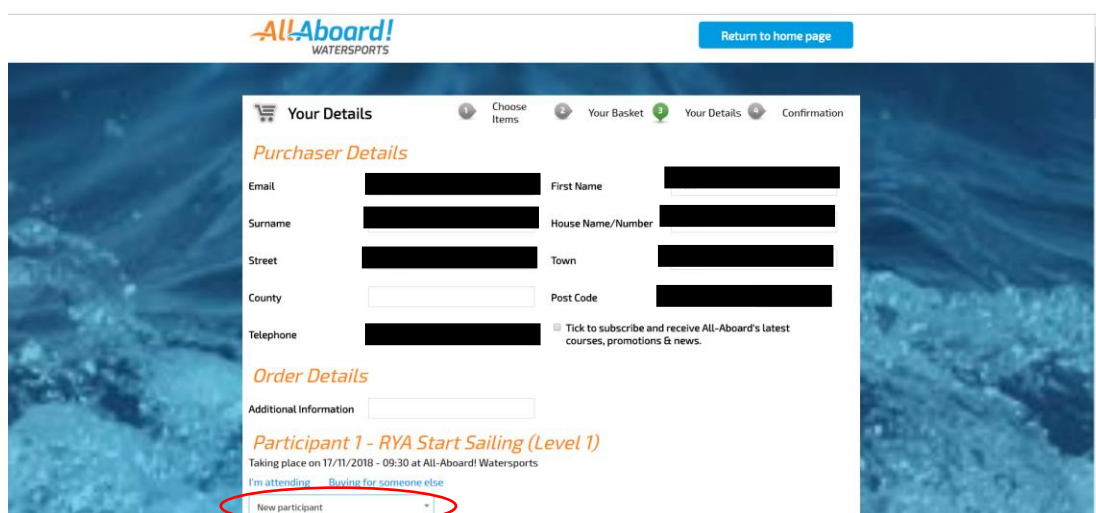 All-Aboard!
WATERSPORTS
Return to home page
Your Details
1 Choose Items 2 Your Basket 3 Your Details 4 Confirmation
Purchaser Details
Email First Name
Surname House Name/Number
Street Town
County Post Code
Telephone Tick to subscribe and receive All-Aboard's latest
courses, promotions & news.
Order Details
Additional Information
Participant 1 - RYA Start Sailing (Level 1)
Taking place on 17/11/2018 - 09:30 at All-Aboard! Watersports
I'm attending Buying for someone else
New participant